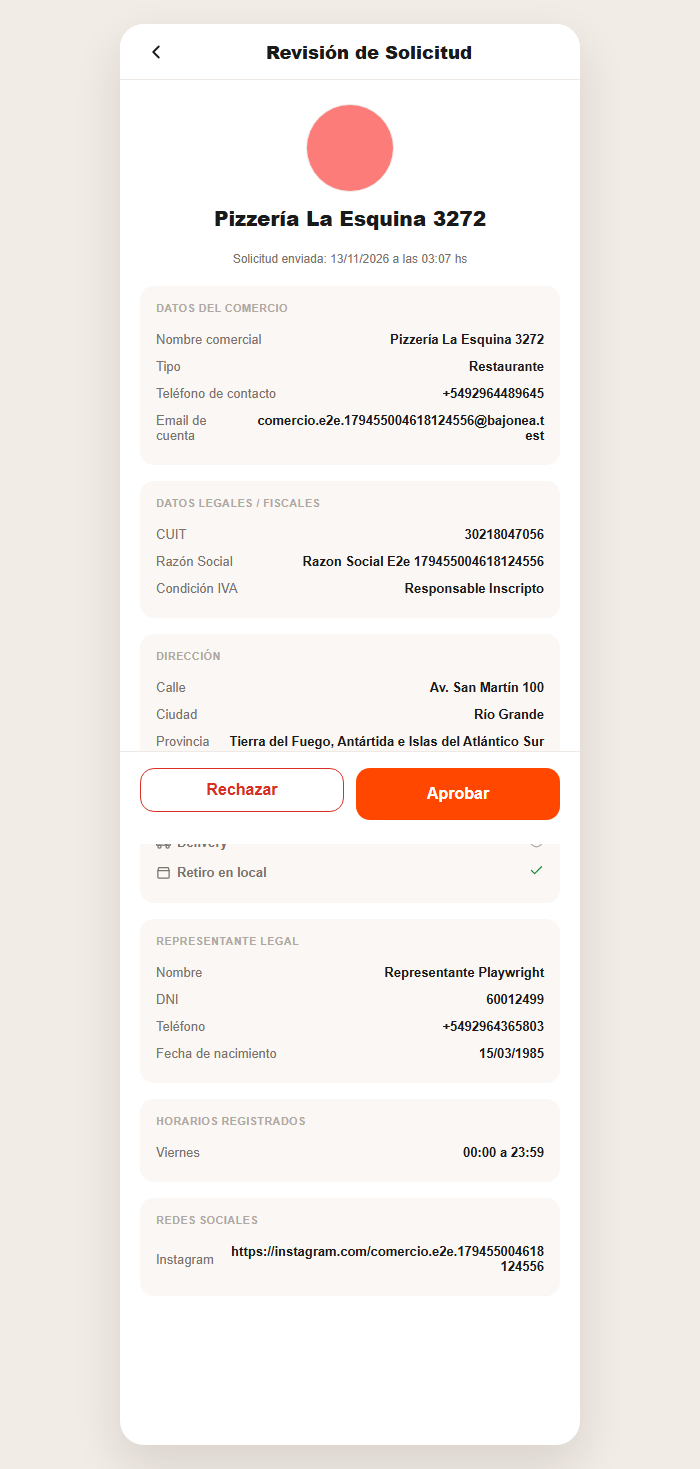 Revisión de Solicitud
Pizzería La Esquina 3272
Solicitud enviada: 13/11/2026 a las 03:07 hs
DATOS DEL COMERCIO
Nombre comercial Pizzería La Esquina 3272
Tipo Restaurante
Teléfono de contacto +5492964489645
Email de cuenta comercio.e2e.179455004618124556@bajonea.t
est
DATOS LEGALES / FISCALES
CUIT 30218047056
Razón Social Razon Social E2e 179455004618124556
Condición IVA Responsable Inscripto
DIRECCIÓN
Calle Av. San Martín 100
Ciudad Río Grande
Provincia Tierra del Fuego, Antártida e Islas del Atlántico Sur
Rechazar Aprobar
Delivery
Retiro en local
REPRESENTANTE LEGAL
Nombre Representante Playwright
DNI 60012499
Teléfono +5492964365803
Fecha de nacimiento 15/03/1985
HORARIOS REGISTRADOS
Viernes 00:00 a 23:59
REDES SOCIALES
Instagram https://instagram.com/comercio.e2e.179455004618
124556